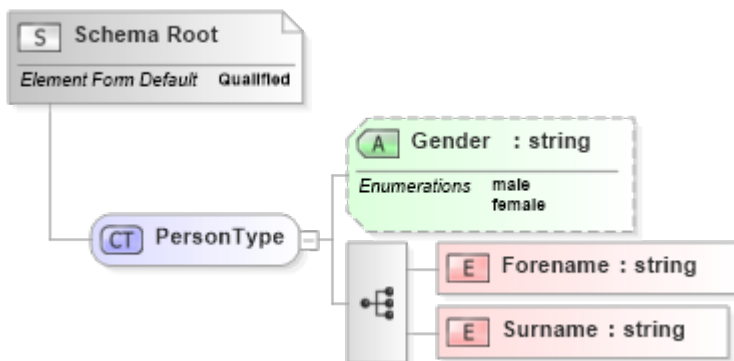 S Schema Root
Element Form Default Qualified
A Gender : string
Enumerations male
female
CT PersonType
E Forename : string
E Surname : string